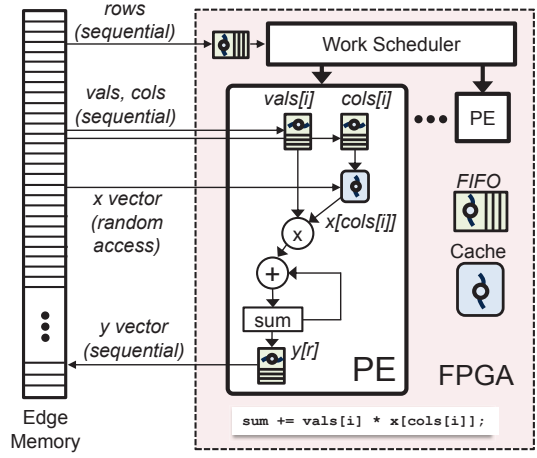 rows
(sequential)
Work Scheduler
vals, cols
(sequential)
vals[i]
cols[i]
PE
x vector
(random
access)
x[cols[i]]
FIFO
x
Cache
+
sum
y vector
(sequential)
y[r]
PE
FPGA
Edge
Memory
sum += vals[i] * x[cols[i]];